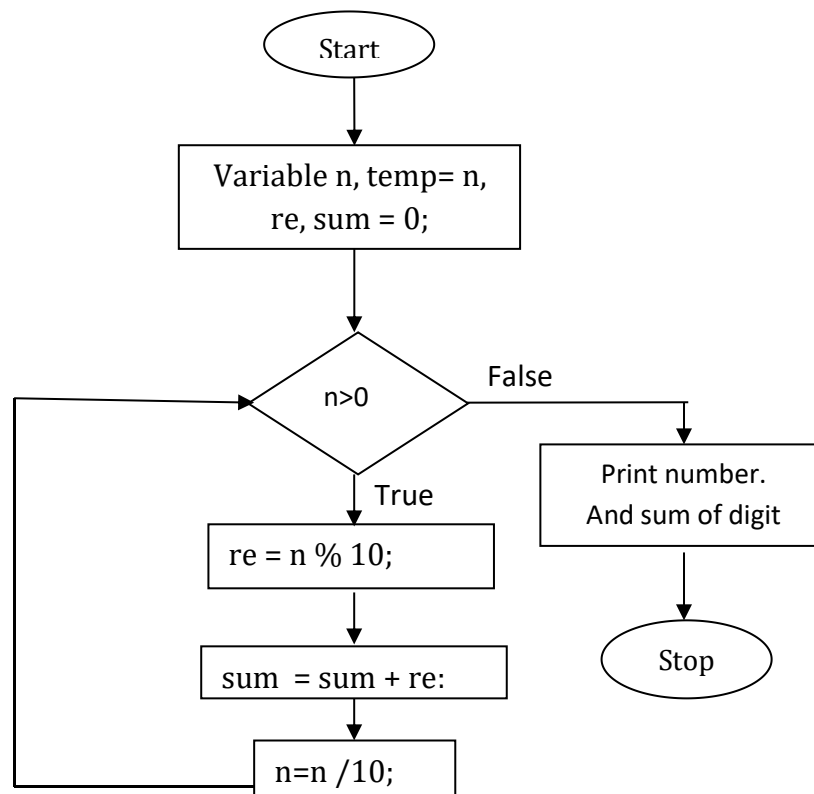 Start
Variable n, temp= n,
re, sum = 0;
n>0
False
True
Print number.
And sum of digit
re = n % 10;
sum = sum + re:
Stop
n=n /10;